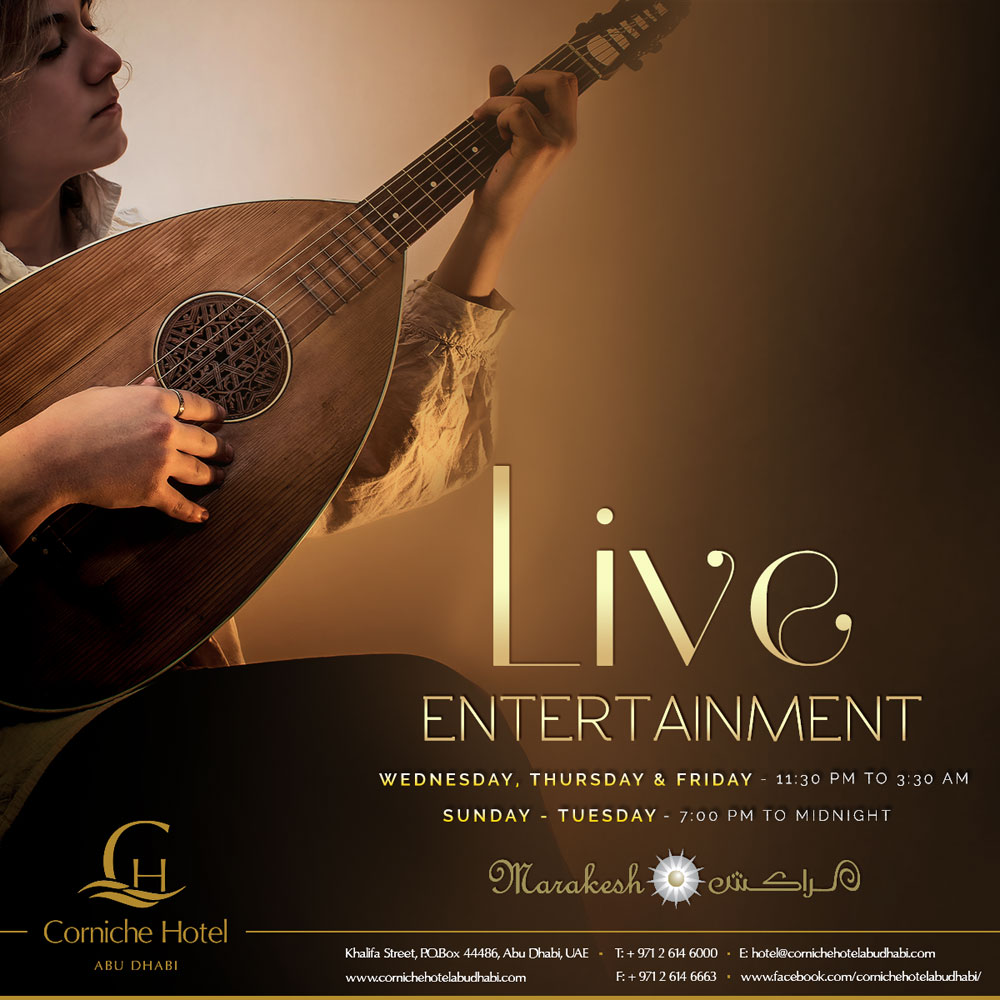 Live
ENTERTAINMENT
WEDNESDAY, THURSDAY & FRIDAY - 11:30 PM TO 3:30 AM
SUNDAY - TUESDAY - 7:00 PM TO MIDNIGHT
Marakesh مراكش
CH
Corniche Hotel
ABU DHABI
Khalifa Street, P.O.Box 44486, Abu Dhabi, UAE • T: + 971 2 614 6000 • E: hotel@cornichehotelabudhabi.com
www.cornichehotelabudhabi.com F: + 971 2 614 6663 • www.facebook.com/cornichehotelabudhabi/